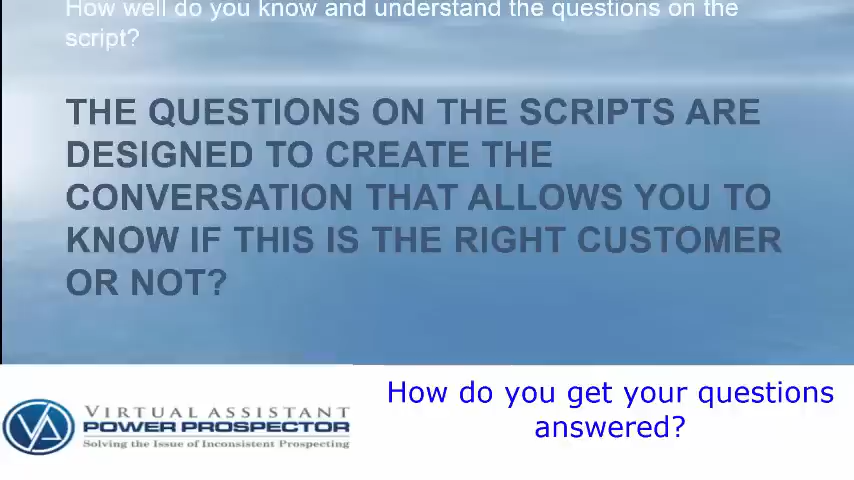 How well do you know and understand the questions on the
script?
THE QUESTIONS ON THE SCRIPTS ARE
DESIGNED TO CREATE THE
CONVERSATION THAT ALLOWS YOU TO
KNOW IF THIS IS THE RIGHT CUSTOMER
OR NOT?
How do you get your questions
answered?
VA
VIRTUAL ASSISTANT
POWER PROSPECTOR
Solving the Issue of Inconsistent Prospecting